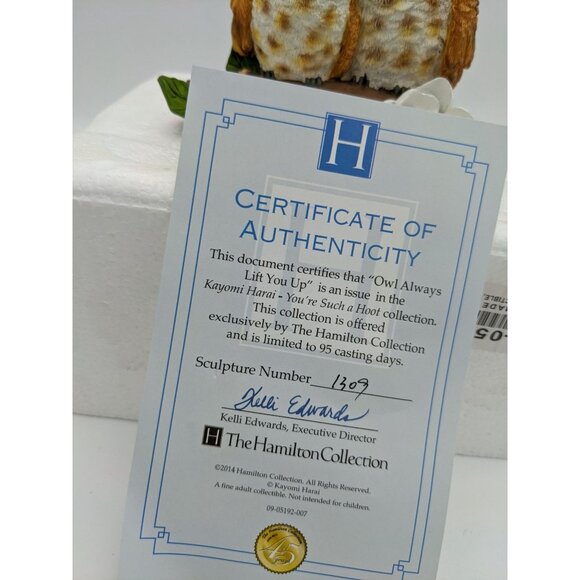 H
CERTIFICATE OF
AUTHENTICITY
This document certifies that "Owl Always
Lift You Up" is an issue in the
Kayomi Harai - You're Such a Hoot collection.
This collection is offered
exclusively by The Hamilton Collection
and is limited to 95 casting days.
Sculpture Number 1309
Kelli Edwards
Kelli Edwards, Executive Director
H The Hamilton Collection
©2014 Hamilton Collection. All Rights Reserved.
© Kayomi Harai
A fine adult collectible. Not intended for children.
09-05192-007
-05
MADE